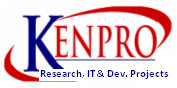 KENPRO
Research, IT & Dev. Projects